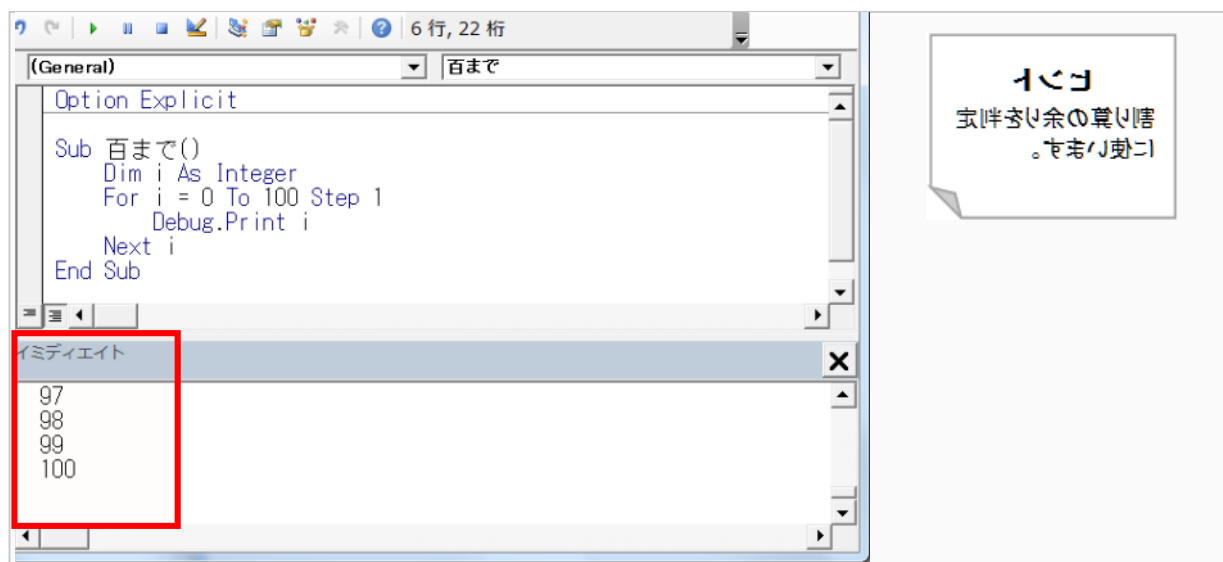 6 行, 22 桁
(General)
百まで
Option Explicit
Sub 百まで()
Dim i As Integer
For i = 0 To 100 Step 1
Debug.Print i
Next i
End Sub
イミディエイト
97
98
99
100
ヒント
割り算の余りを判定
に使います。